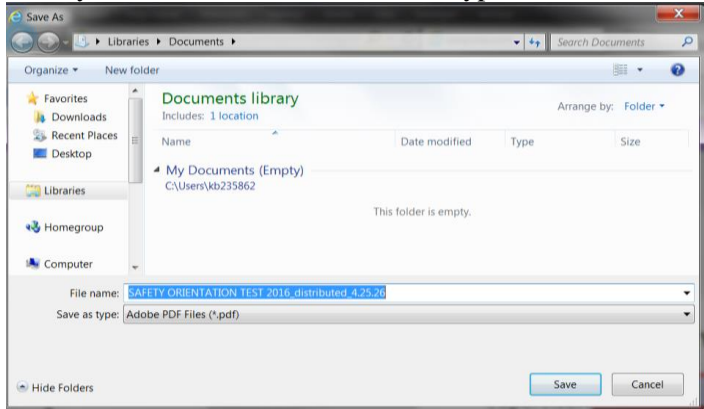 Save As
Libraries Documents
Search Documents
Organize New folder
Favorites
Downloads
Recent Places
Desktop
Libraries
Homegroup
Computer
Documents library
Includes: 1 location
Arrange by: Folder
Name Date modified Type Size
My Documents (Empty)
C:\Users\kb235862
This folder is empty.
File name: SAFETY ORIENTATION TEST 2016_distributed_4.25.26
Save as type: Adobe PDF Files (*.pdf)
Hide Folders
Save Cancel